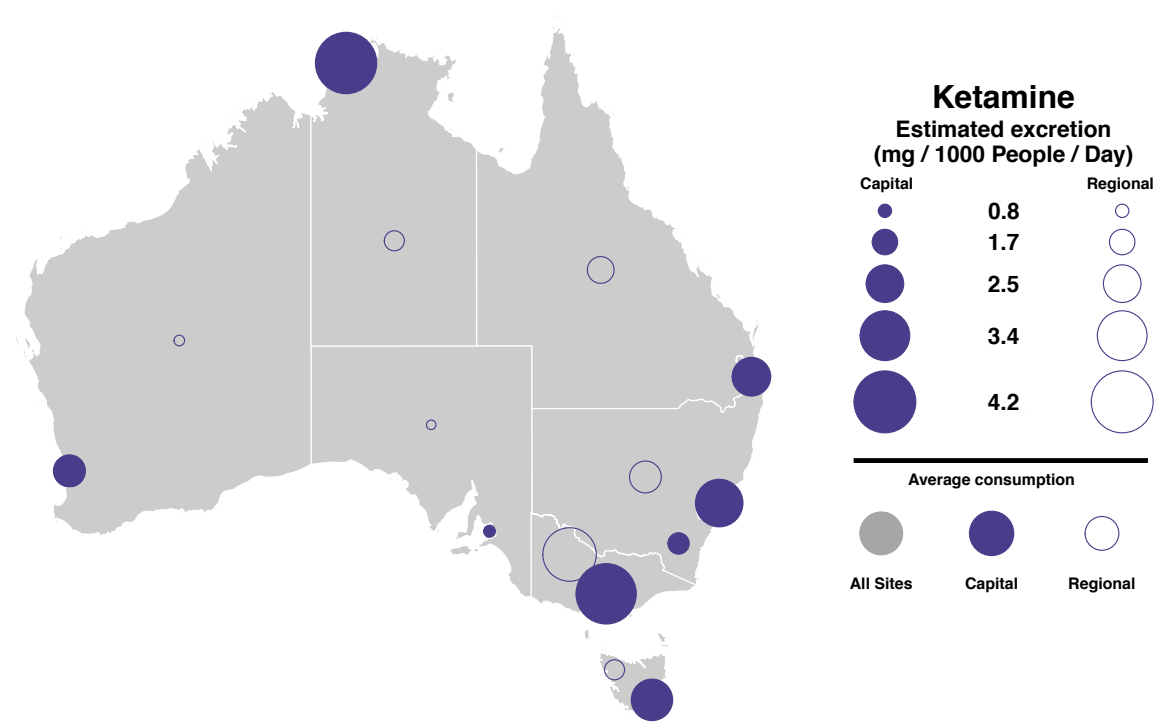 Ketamine
Estimated excretion
(mg / 1000 People / Day)
Capital Regional
0.8
1.7
2.5
3.4
4.2
Average consumption
All Sites Capital Regional